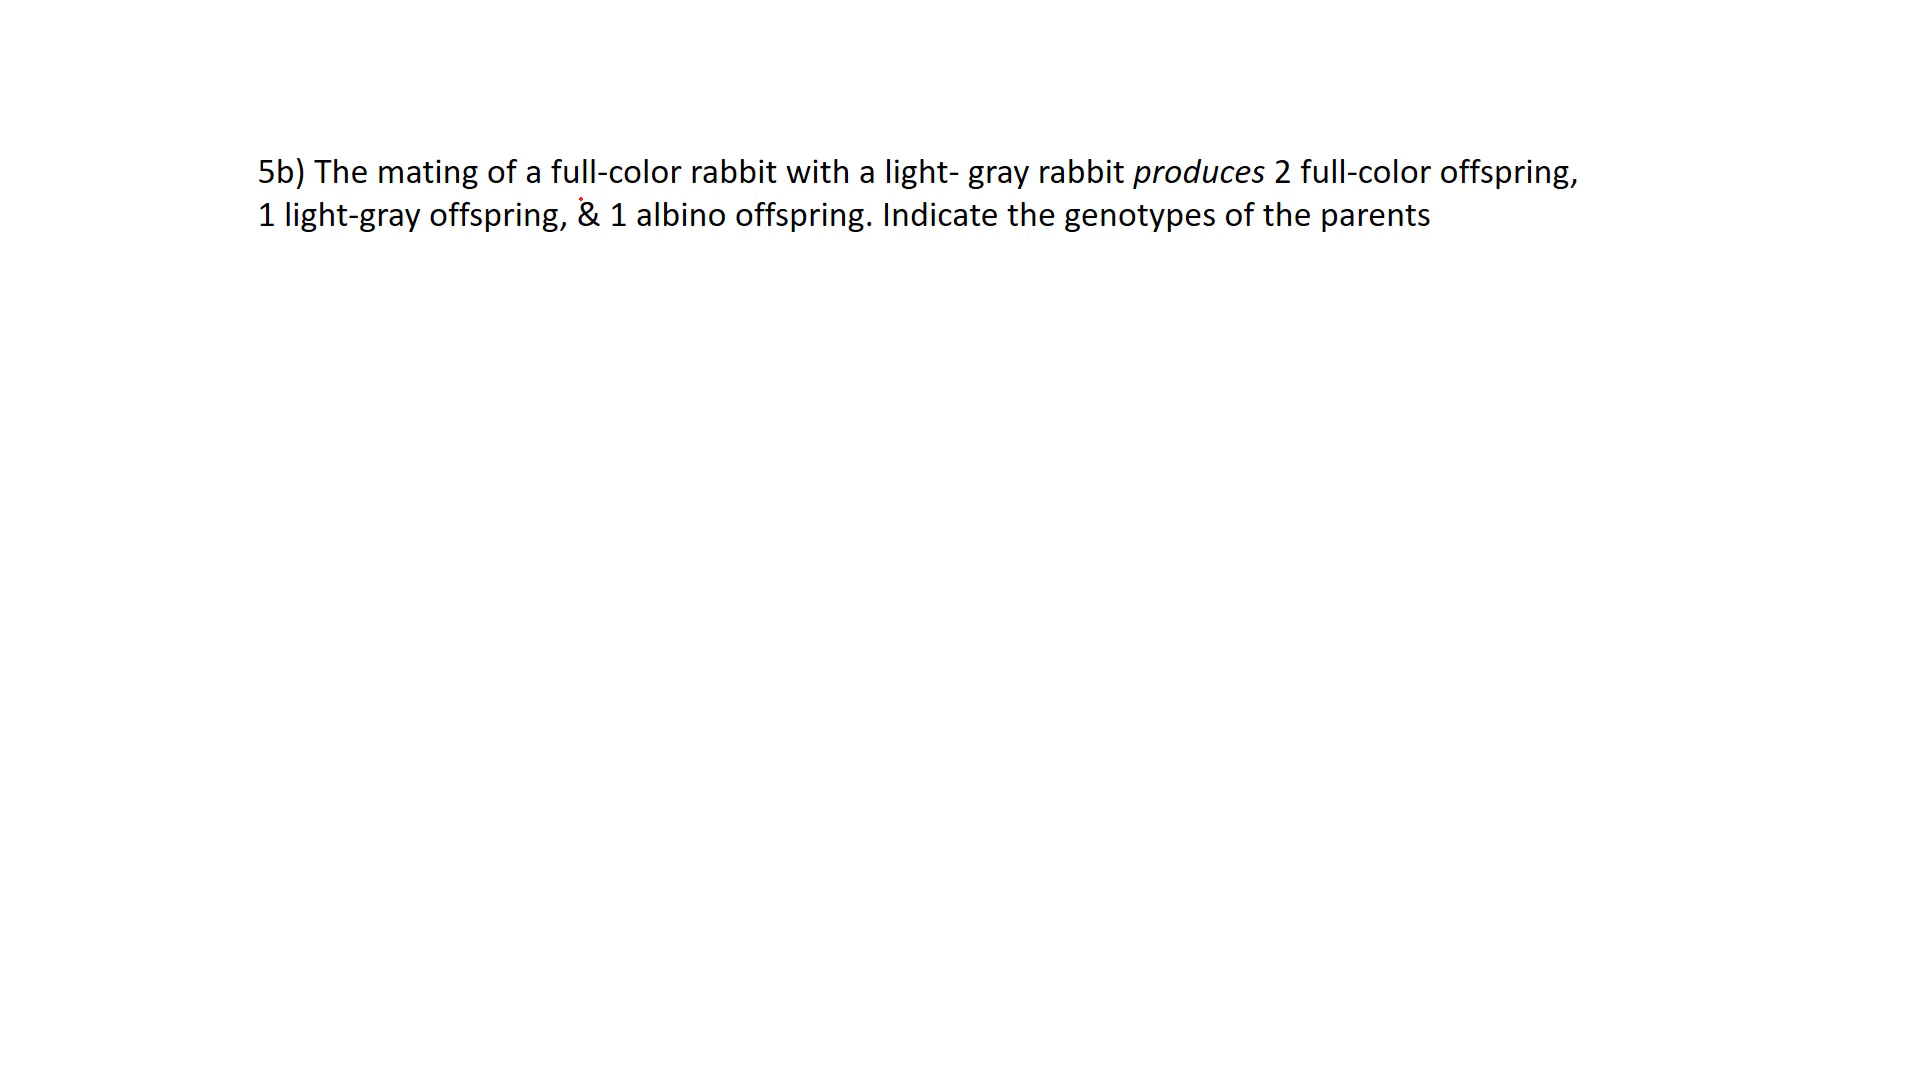 5b) The mating of a full-color rabbit with a light- gray rabbit produces 2 full-color offspring,
1 light-gray offspring, & 1 albino offspring. Indicate the genotypes of the parents